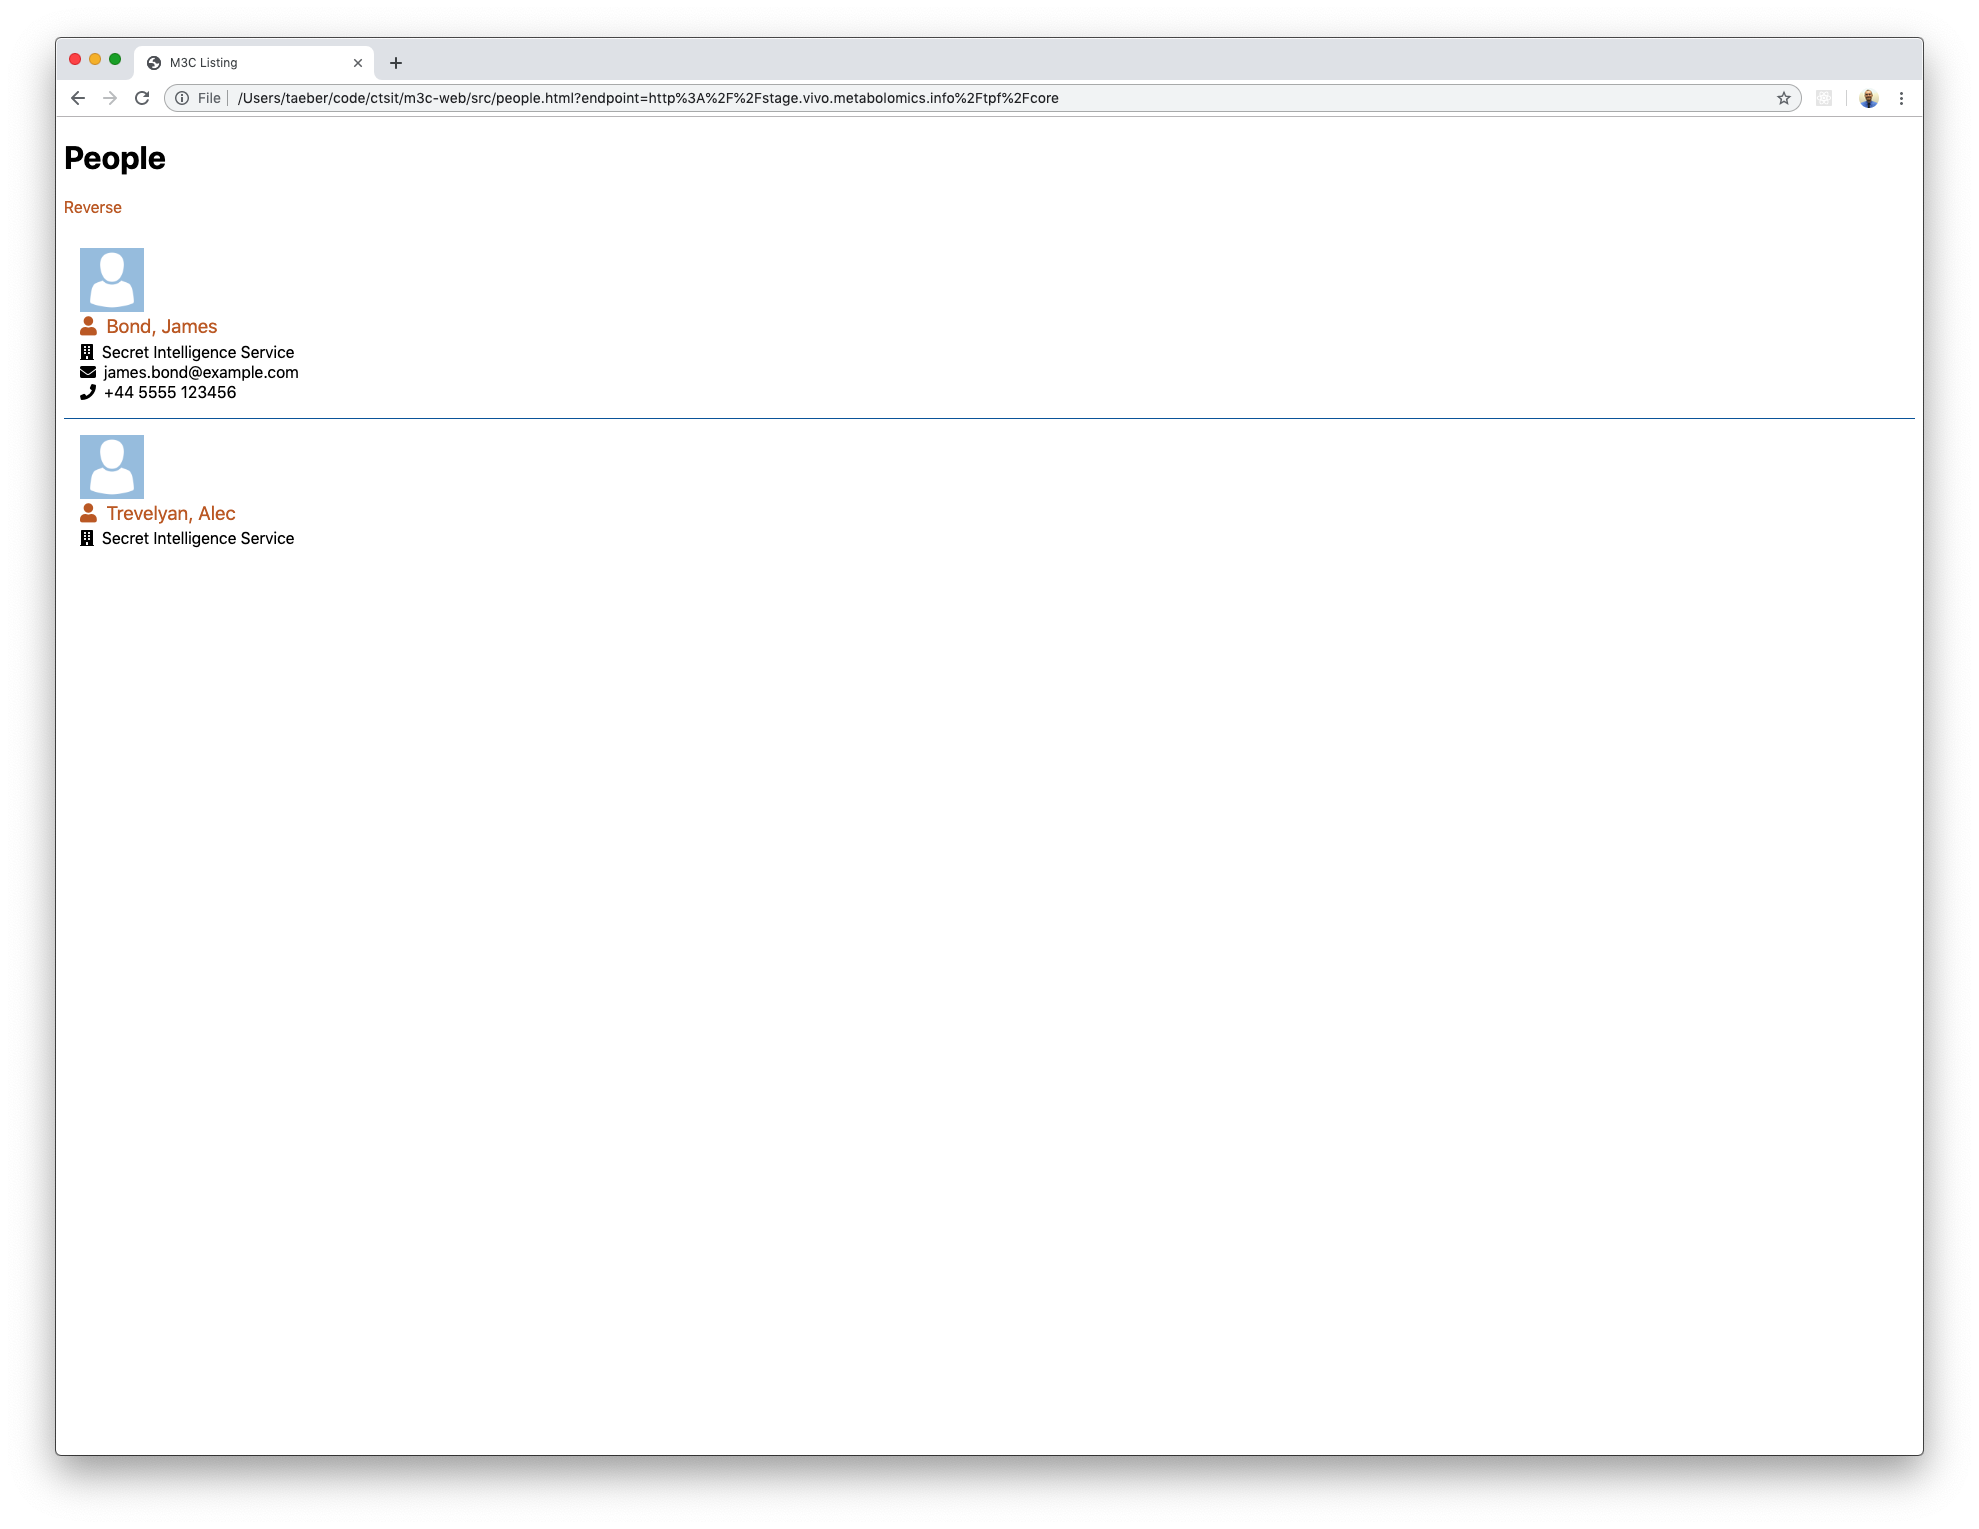 M3C Listing
File /Users/taeber/code/ctsit/m3c-web/src/people.html?endpoint=http%3A%2F%2Fstage.vivo.metabolomics.info%2Ftpf%2Fcore
People
Reverse
Bond, James
Secret Intelligence Service
james.bond@example.com
+44 5555 123456
Trevelyan, Alec
Secret Intelligence Service